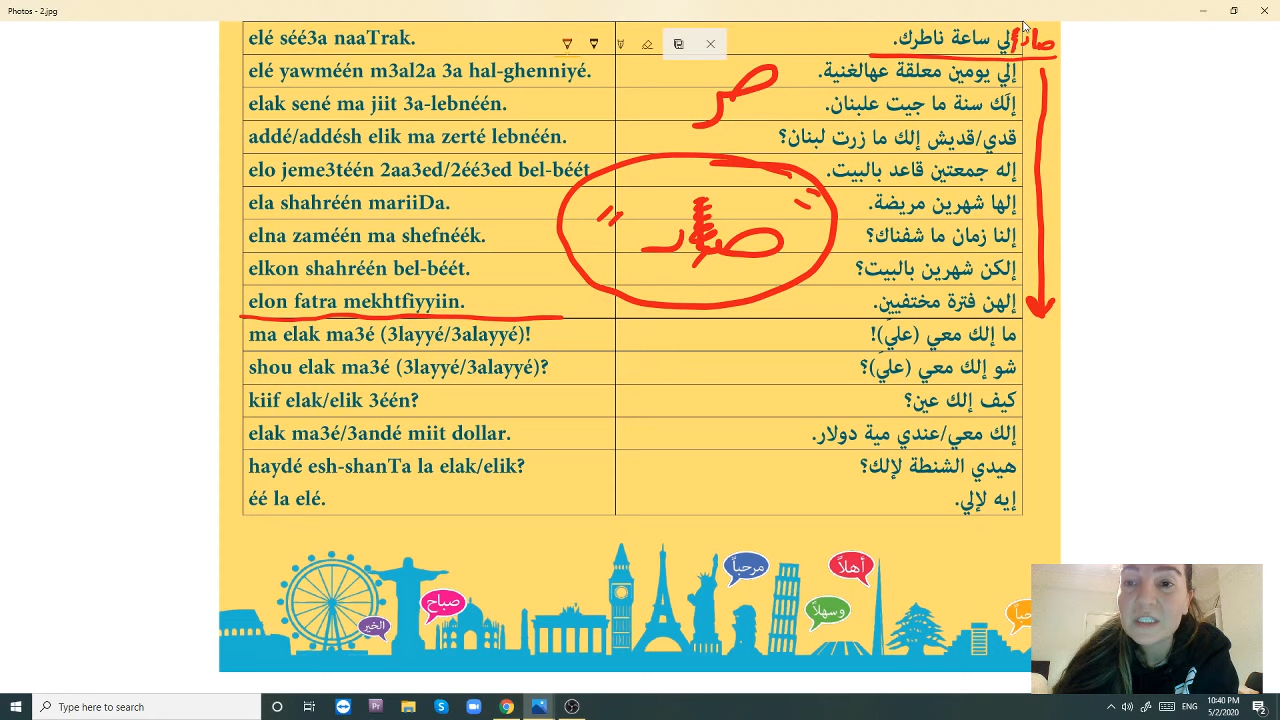 Photos - 2.jpg
elé séé3a naaTrak.
إلي ساعة ناطرك.
صار
elé yawméén m3al2a 3a hal-ghenniyé.
إلي يومين معلقة عهالغنية.
elak sené ma jiit 3a-lebnéén.
إلَك سنة ما جيت علبنان.
صر
addé/addésh elik ma zerté lebnéén.
قدي/قديش إلك ما زرت لبنان؟
elo jeme3téén 2aa3ed/2éé3ed bel-béét
إله جمعتين قاعد بالبيت.
ela shahréén mariiDa.
إلها شهرين مريضة.
elna zaméén ma shefnéék.
إلنا زمان ما شفناك؟
elkon shahréén bel-béét.
إلكن شهرين بالبيت؟
elon fatra mekhtfiyyiin.
إلهن فترة مختفيين.
ma elak ma3é (3layyé/3alayyé)!
ما إلك معي (علي)!
shou elak ma3é (3layyé/3alayyé)?
شو إلك معي (علي)؟
kiif elak/elik 3één?
كيف إلك عين؟
elak ma3é/3andé miit dollar.
إلك معي/عندي مية دولار.
haydé esh-shanTa la elak/elik?
هيدي الشنطة لإلك؟
éé la elé.
إيه لإلي.
مرحباً
أهلاً
صباح
الخير
وسهلاً
Type here to search
ENG
10:40 PM
5/2/2020
2